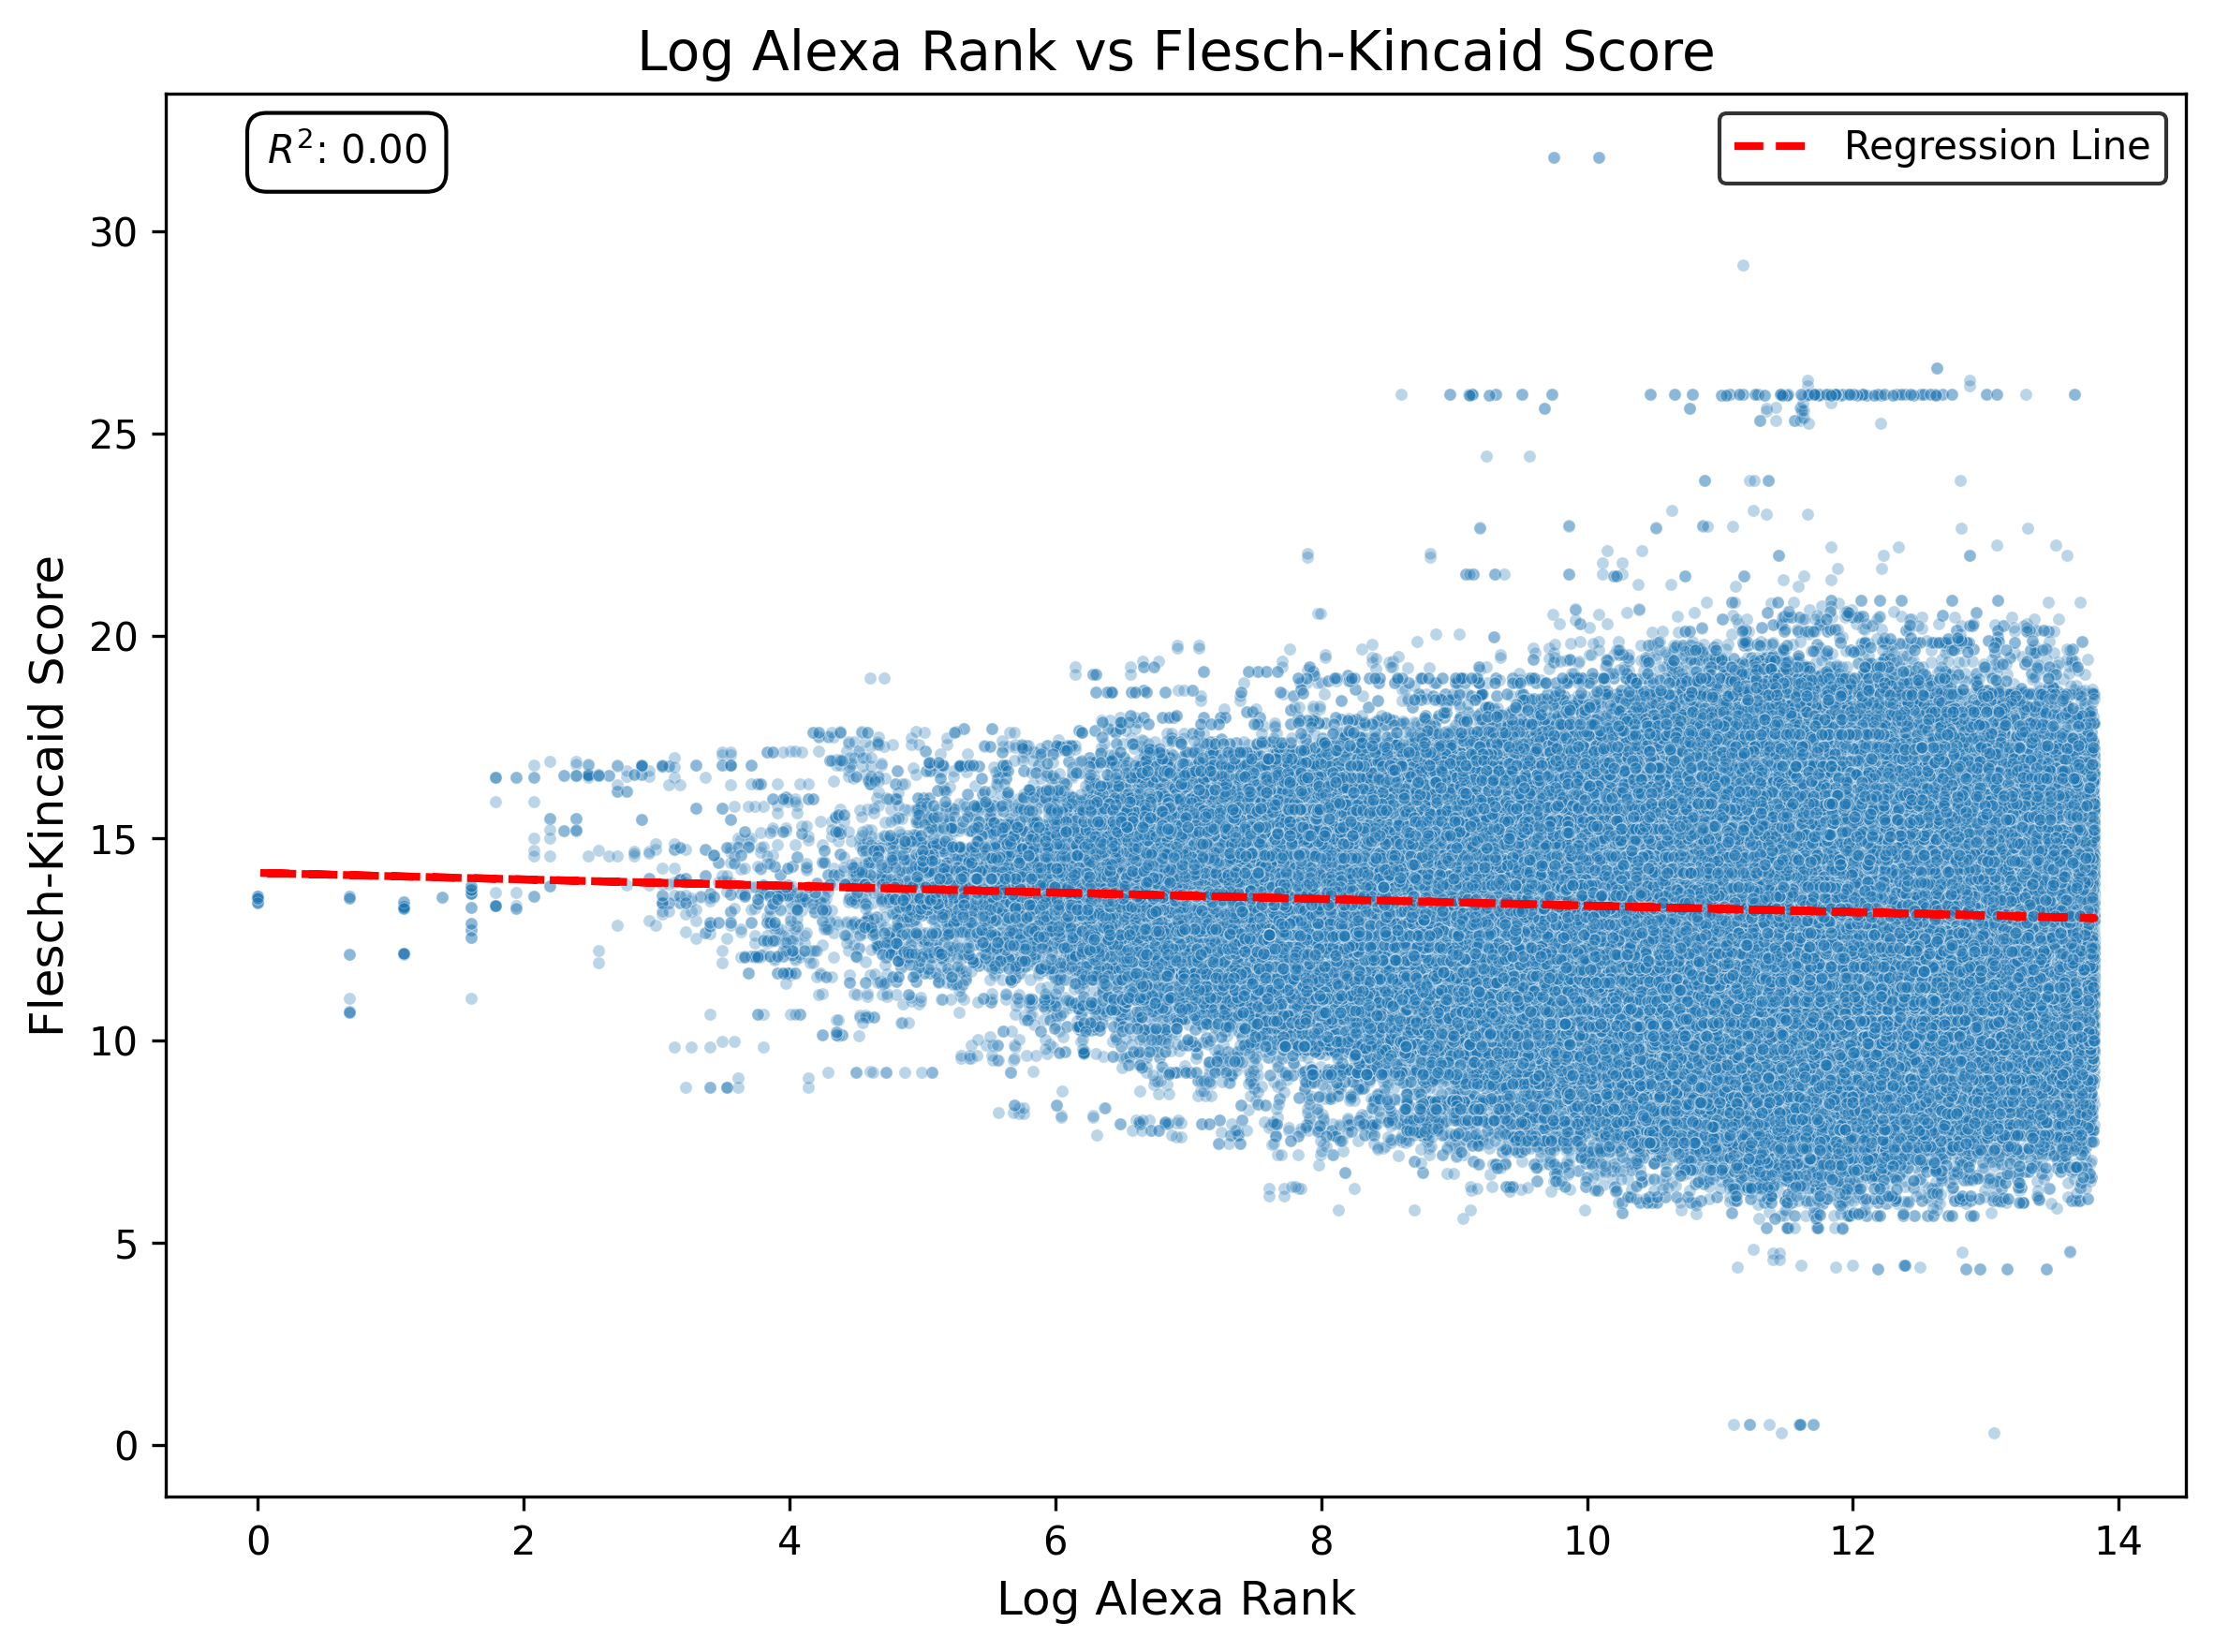 Log Alexa Rank vs Flesch-Kincaid Score
R²: 0.00
Regression Line
Flesch-Kincaid Score
30
25
20
15
10
5
0
0 2 4 6 8 10 12 14
Log Alexa Rank